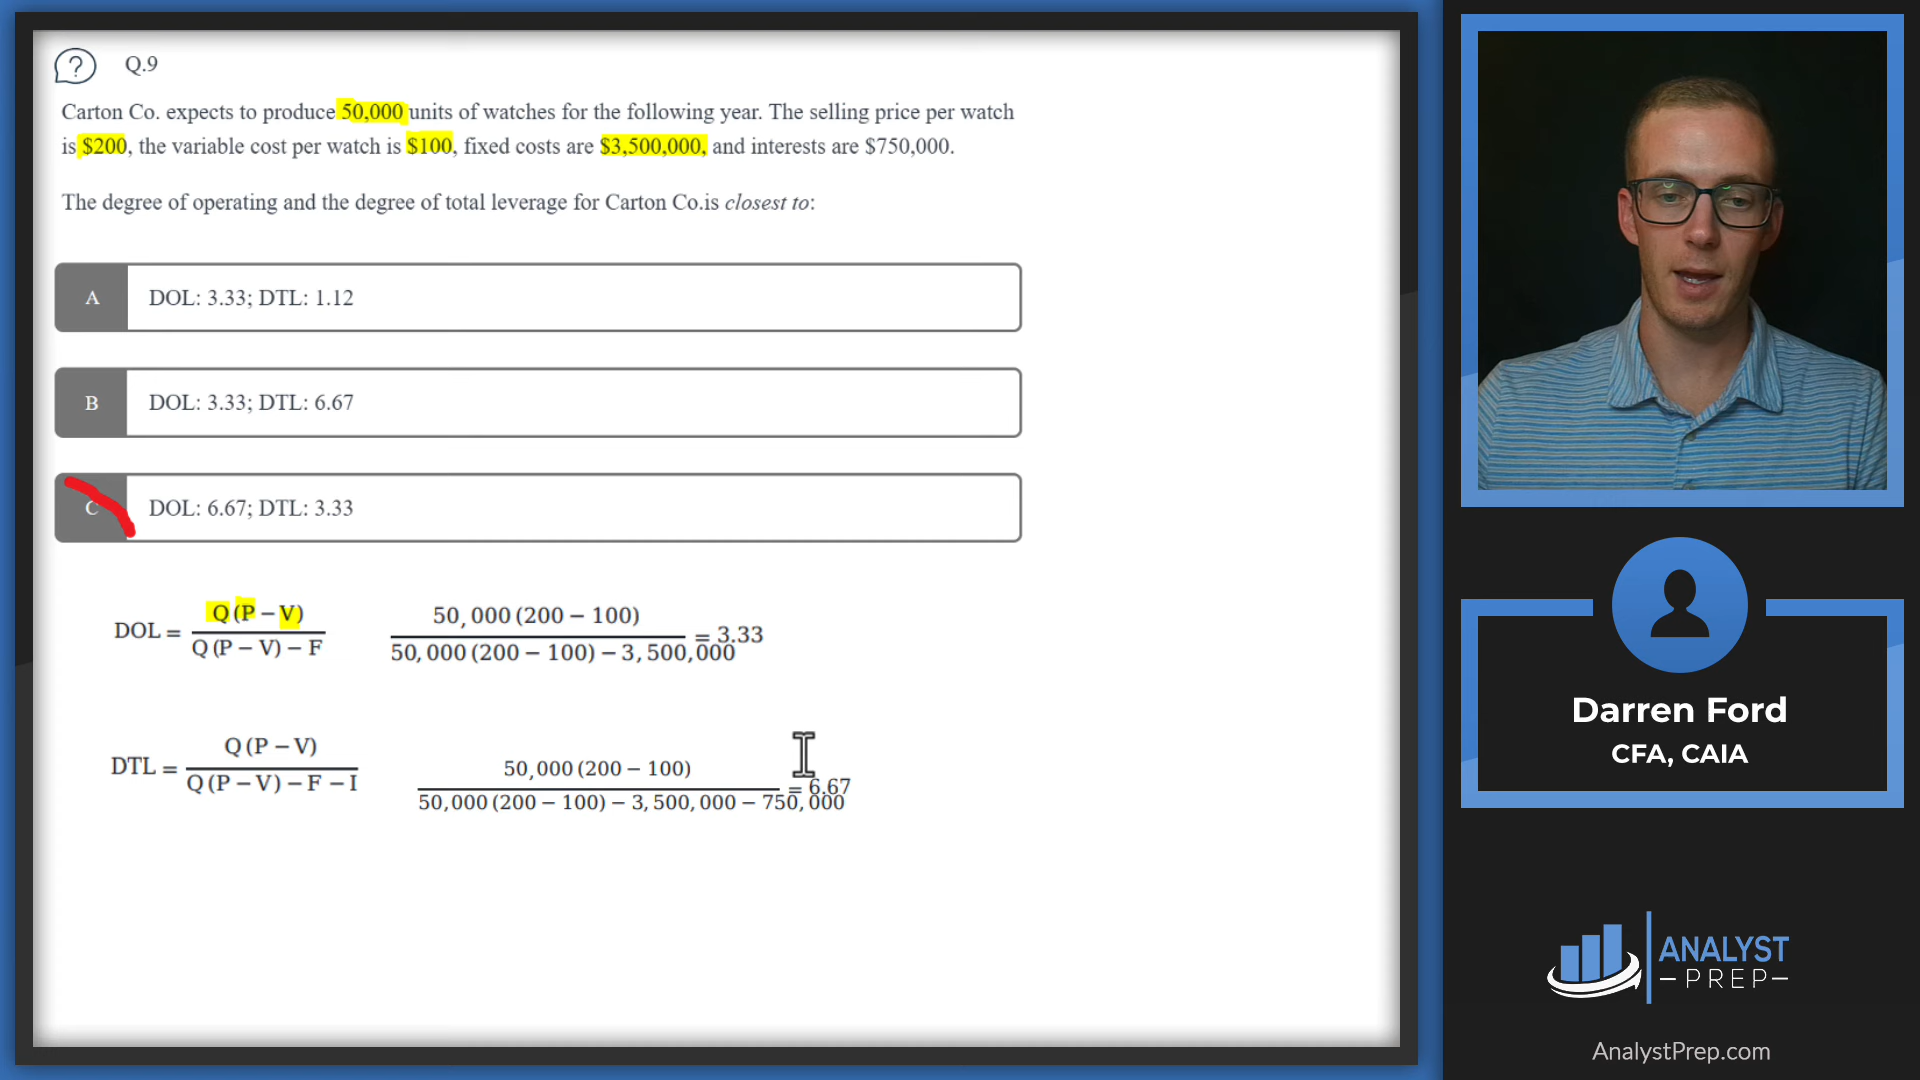 ? Q.9
Carton Co. expects to produce 50,000 units of watches for the following year. The selling price per watch
is $200, the variable cost per watch is $100, fixed costs are $3,500,000, and interests are $750,000.
The degree of operating and the degree of total leverage for Carton Co.is closest to:
A DOL: 3.33; DTL: 1.12
B DOL: 3.33; DTL: 6.67
C DOL: 6.67; DTL: 3.33
Q (P − V) 50,000 (200 − 100)
DOL = = 3.33
Q (P − V) − F 50,000 (200 − 100) − 3,500,000
Q (P − V) 50,000 (200 − 100)
DTL = = 6.67
Q (P − V) − F − I 50,000 (200 − 100) − 3,500,000 − 750,000
Darren Ford
CFA, CAIA
ANALYST
PREP
AnalystPrep.com